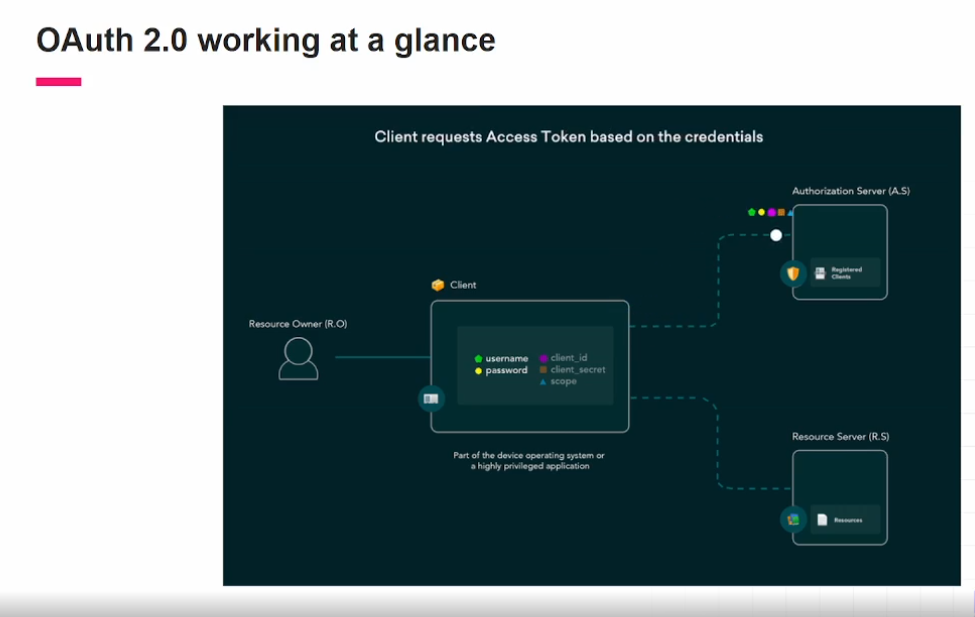 OAuth 2.0 working at a glance
Client requests Access Token based on the credentials
Authorization Server (A.S)
Registered
Clients
Client
Resource Owner (R.O)
username
password
client_id
client_secret
scope
Part of the device operating system or
a highly privileged application
Resource Server (R.S)
Resources